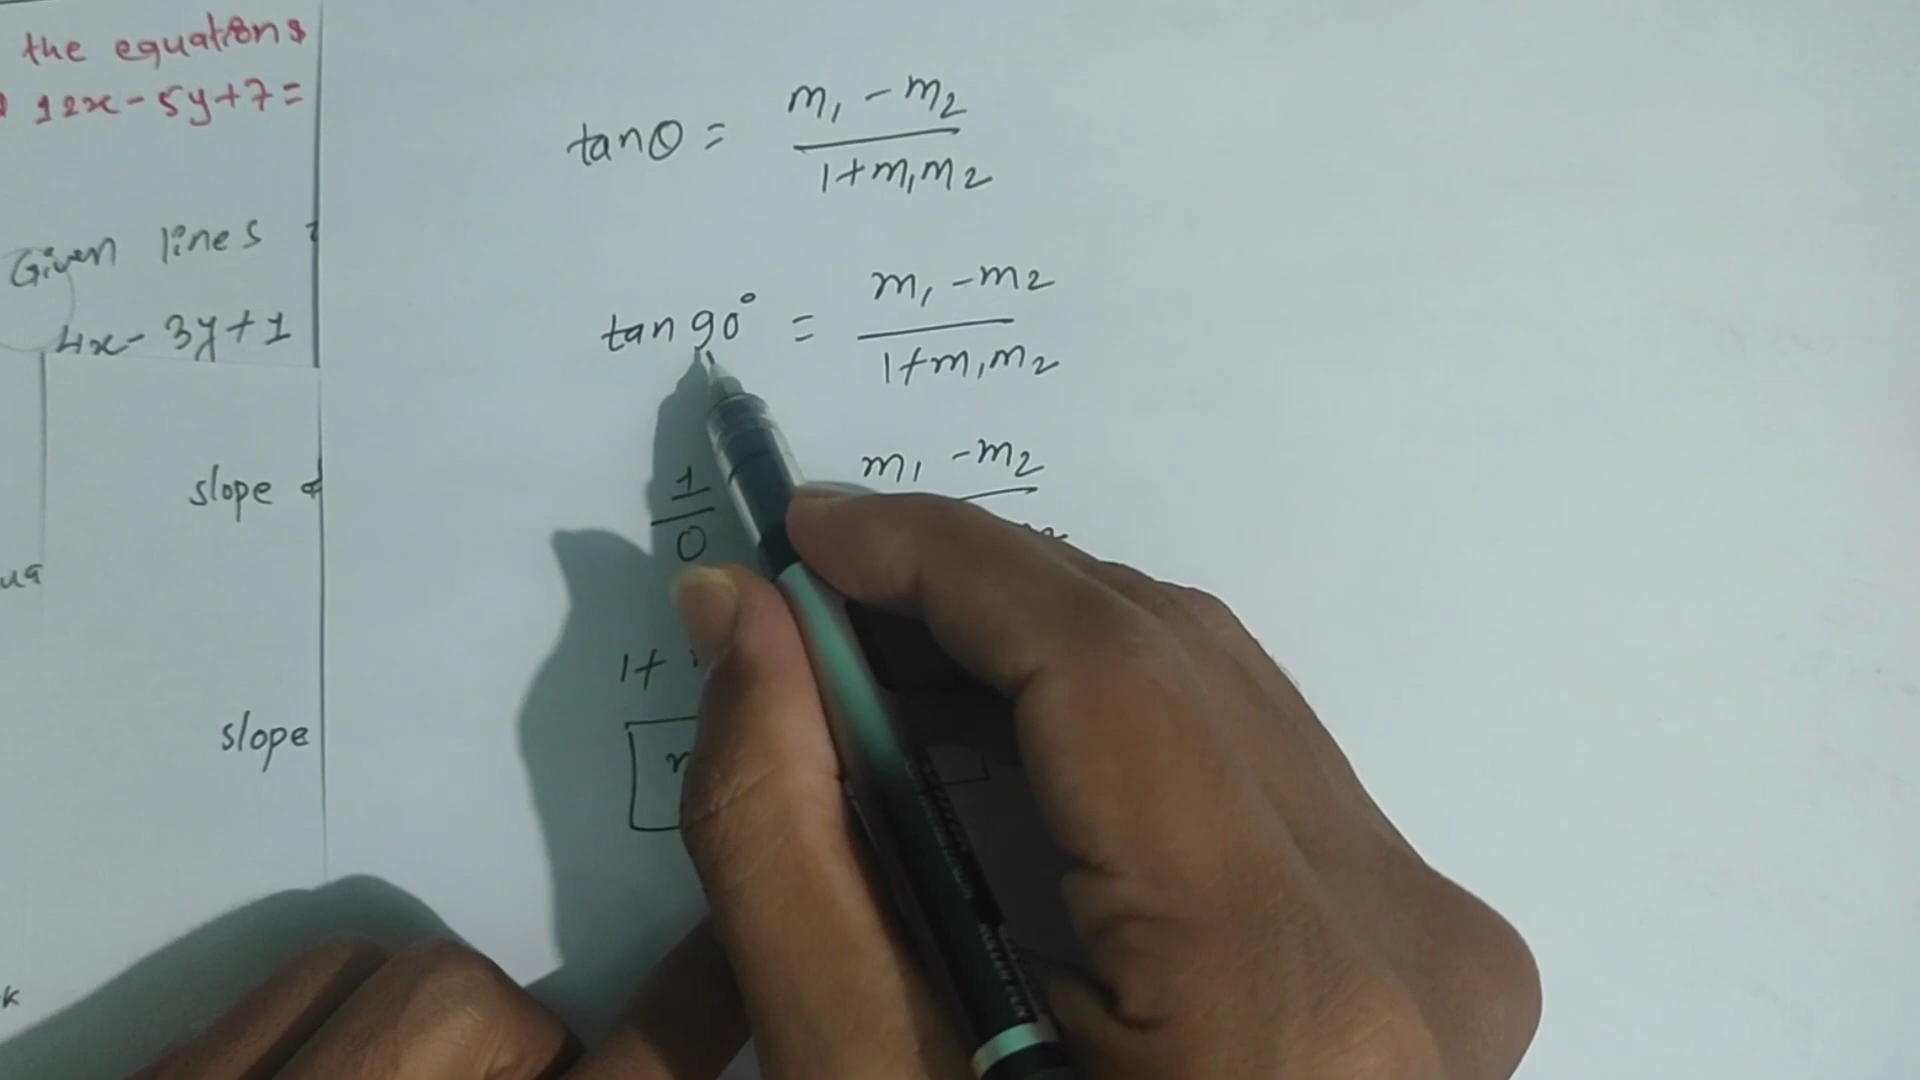 the equations
12x - 5y + 7 =
Given lines
4x - 3y + 1
slope
slope
tanθ = m₁ - m₂
1 + m₁m₂
tan 90° = m₁ - m₂
1 + m₁m₂
1 m₁ - m₂
0
1 +